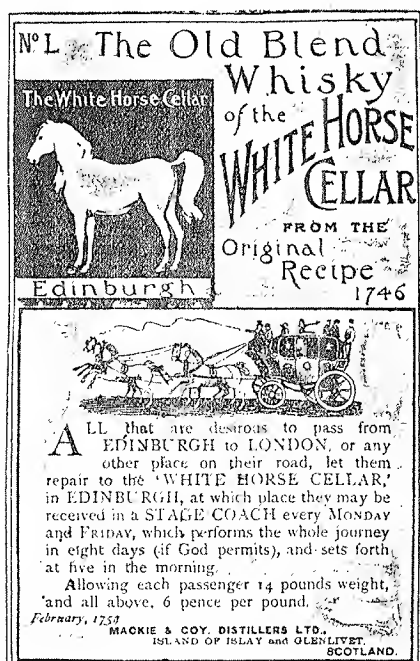 No L The Old Blend
Whisky
of the
WHITE HORSE
CELLAR
FROM THE
Original
Recipe
1746
The White Horse Cellar
Edinburgh
ALL that are desirous to pass from
EDINBURGH to LONDON, or any
other place on their road, let them
repair to the 'WHITE HORSE CELLAR,'
in EDINBURGH, at which place they may be
received in a STAGE COACH every MONDAY
and FRIDAY, which performs the whole journey
in eight days (if God permits), and sets forth
at five in the morning.
Allowing each passenger 14 pounds weight,
and all above, 6 pence per pound.
February, 1754
MACKIE & COY. DISTILLERS LTD.,
ISLAND OF ISLAY and GLENLIVET,
SCOTLAND.